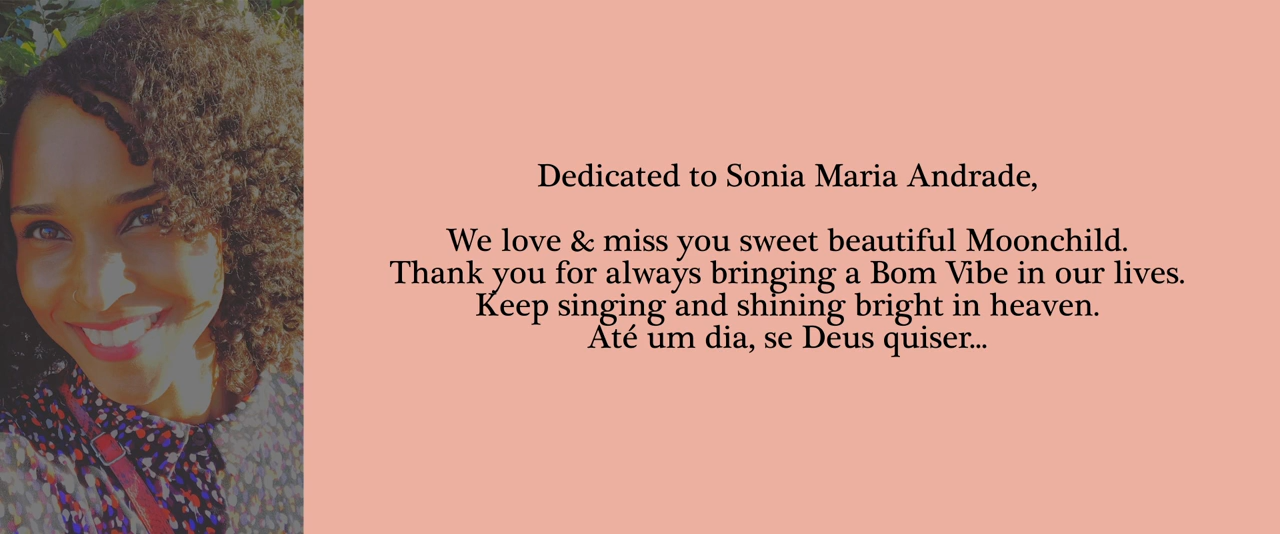 Dedicated to Sonia Maria Andrade,
We love & miss you sweet beautiful Moonchild.
Thank you for always bringing a Bom Vibe in our lives.
Keep singing and shining bright in heaven.
Até um dia, se Deus quiser...